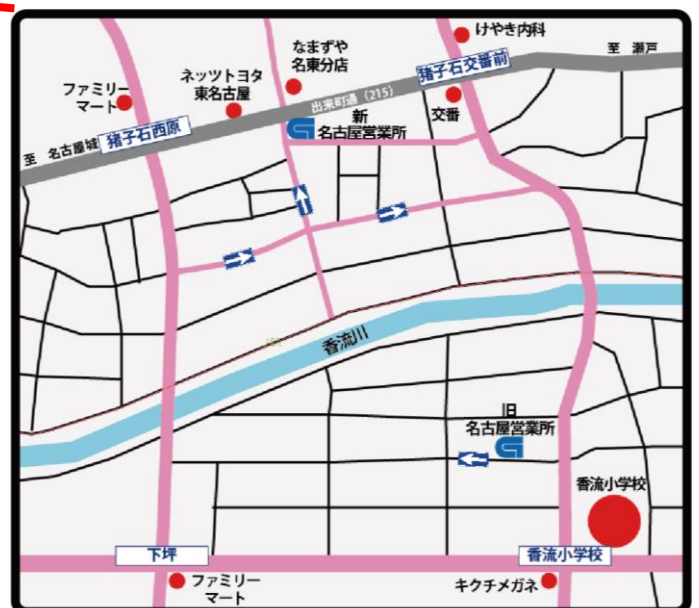 けやき内科
至 瀬戸
なまずや
名東分店
ネッツトヨタ
東名古屋
猪子石交番前
ファミリー
マート
出来町通（215）
交番
新
名古屋営業所
猪子石西原
至 名古屋城
香流川
旧
名古屋営業所
香流小学校
下坪
香流小学校
ファミリー
マート
キクチメガネ